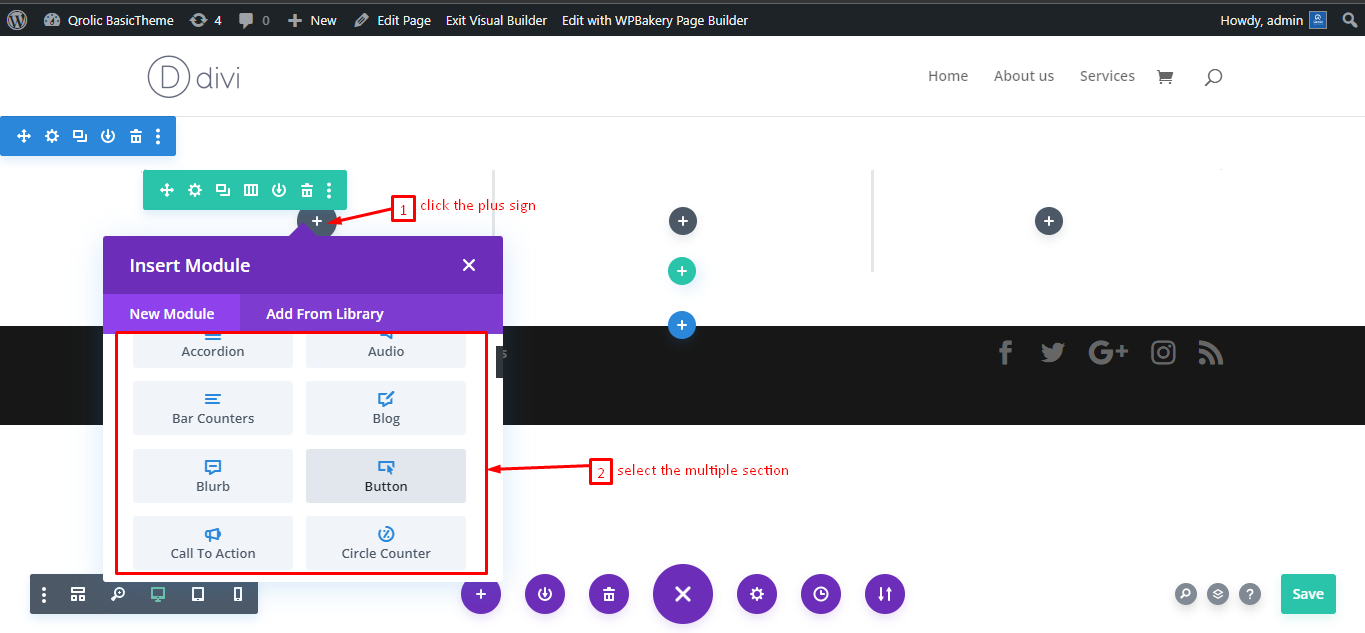 Qrolic BasicTheme 4 0 New Edit Page Exit Visual Builder Edit with WPBakery Page Builder Howdy, admin
D divi Home About us Services
1 click the plus sign
Insert Module
New Module Add From Library
Accordion Audio
s
Bar Counters Blog
2 select the multiple section
Blurb Button
Call To Action Circle Counter
? Save